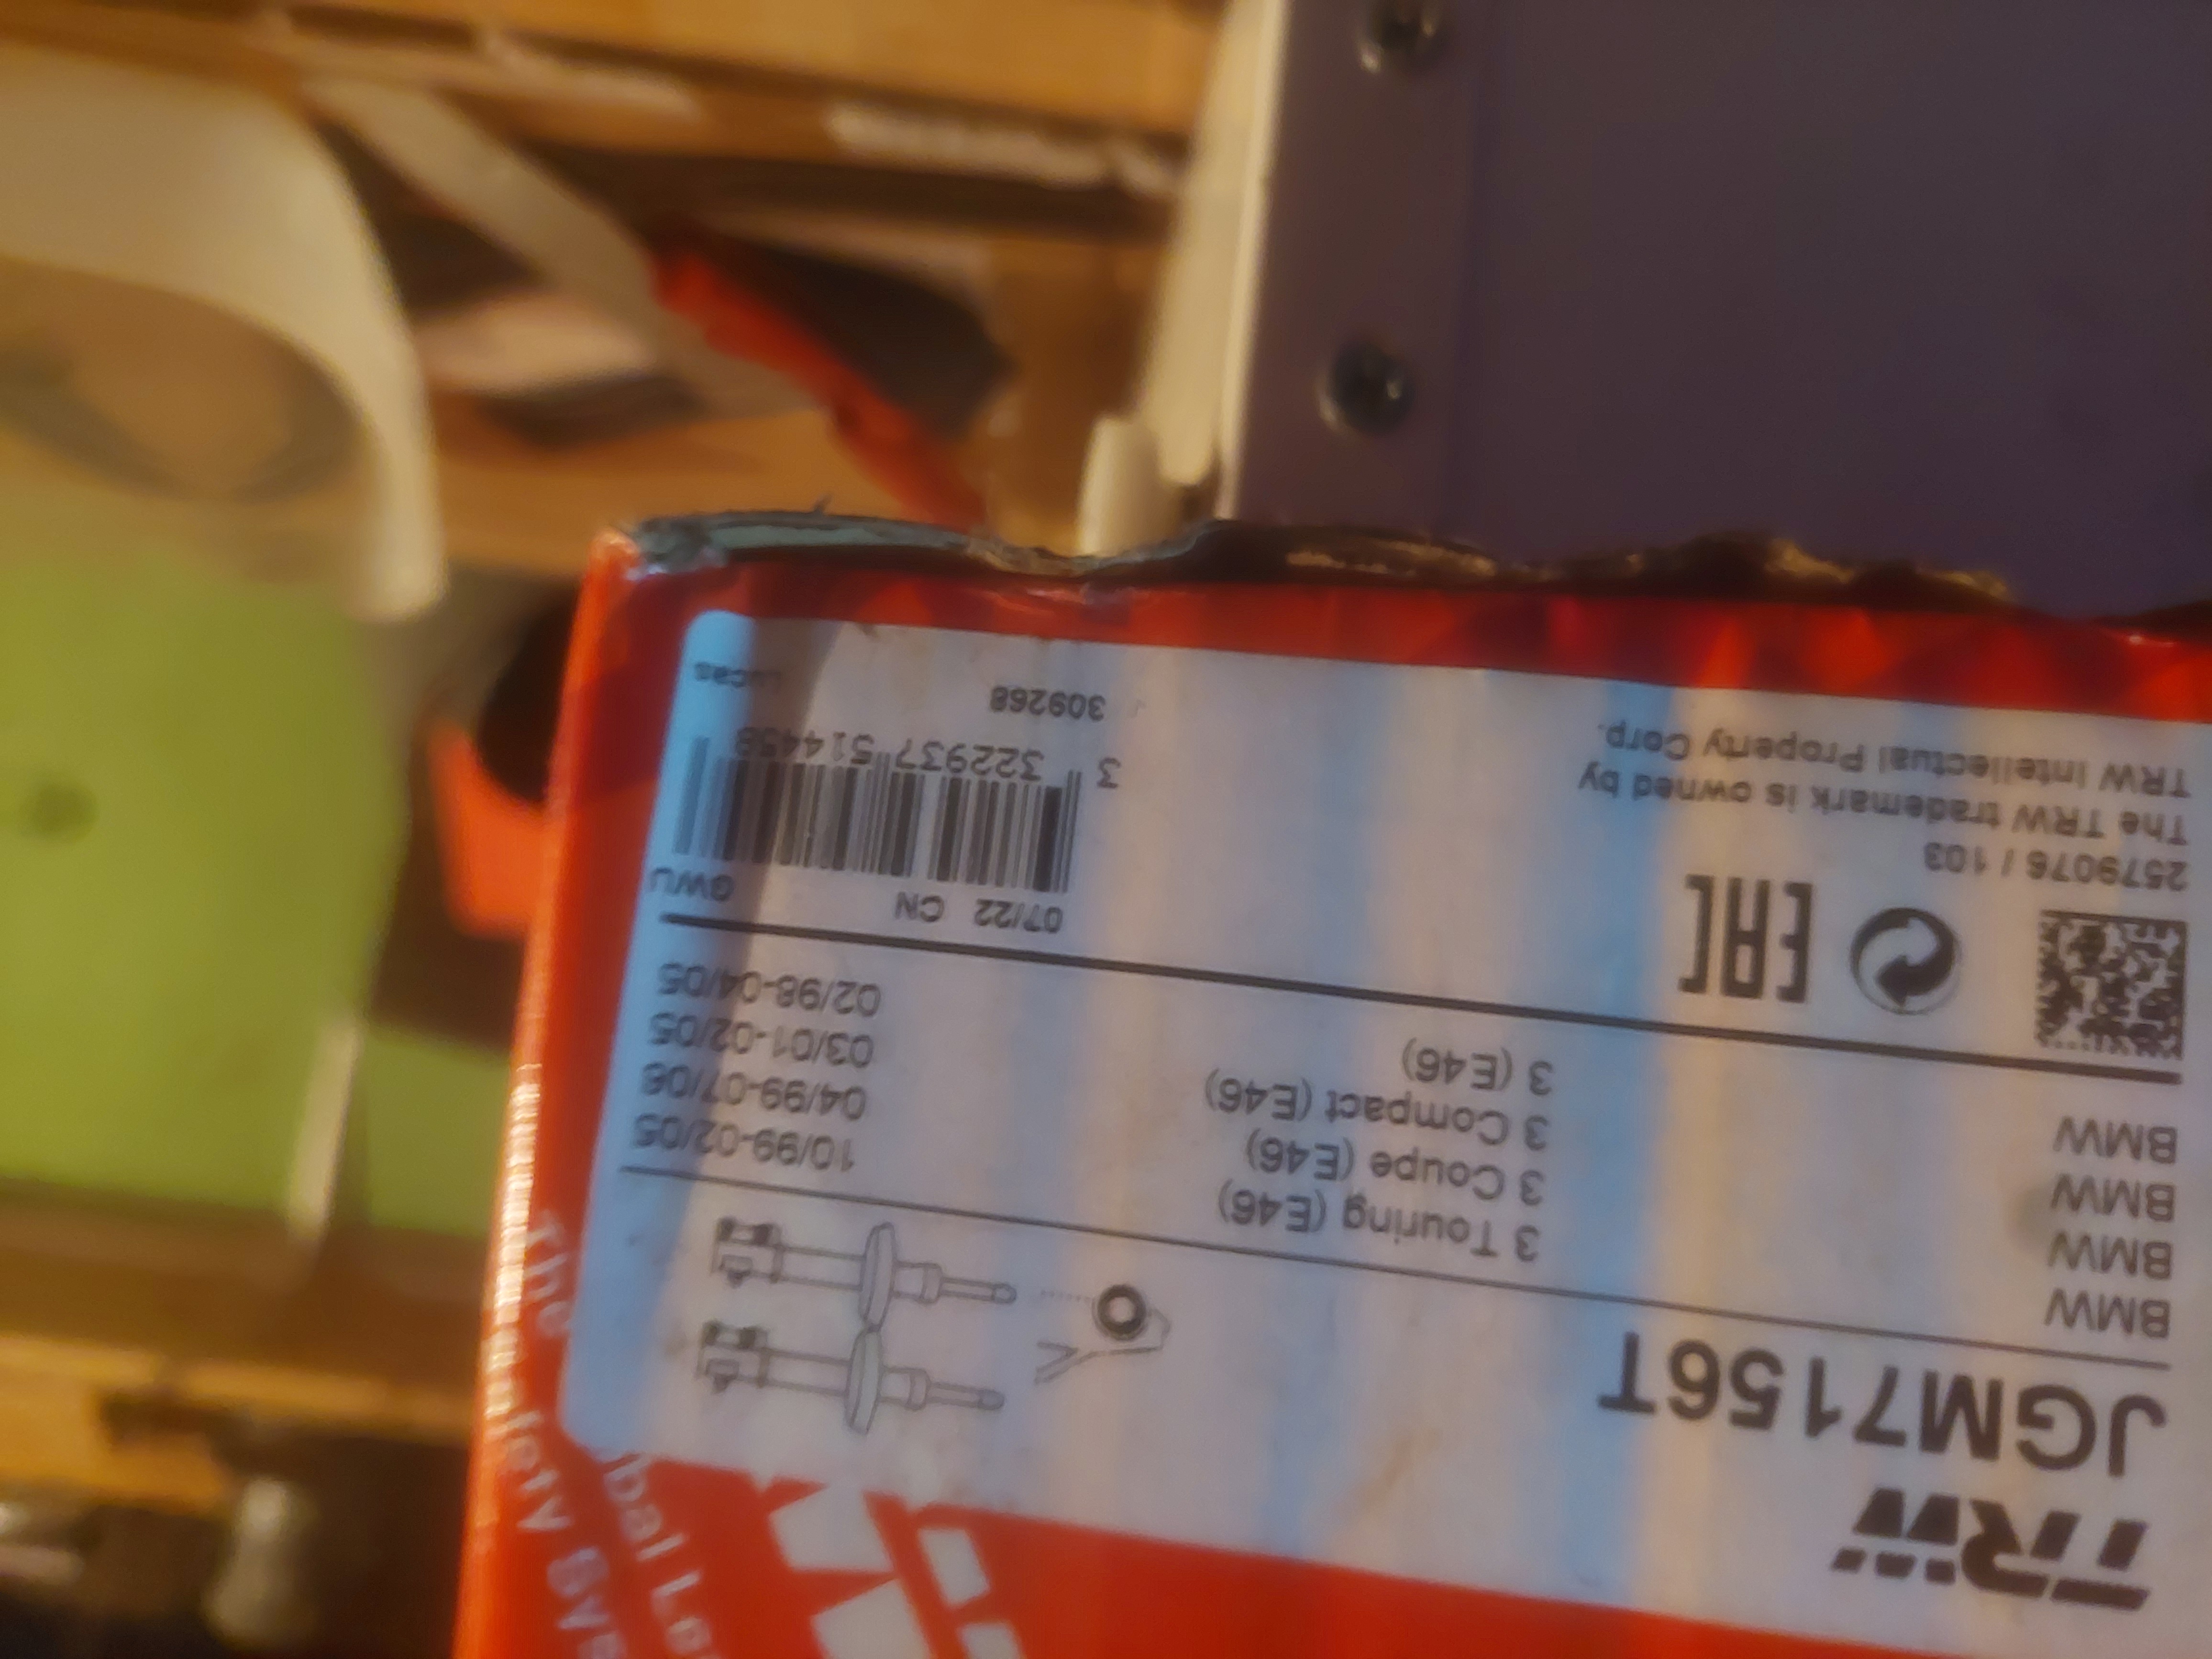 TRW
JGM7156T
BMW 3 Touring (E46) 10/99-02/05
BMW 3 Coupe (E46) 04/99-07/06
BMW 3 Compact (E46) 03/01-02/05
BMW 3 (E46) 02/98-04/05
EAC
07/22 CN GWU
2579076 / 103
The TRW trademark is owned by
TRW Intellectual Property Corp.
3 322937 514458
309268
Lucas
The
safety